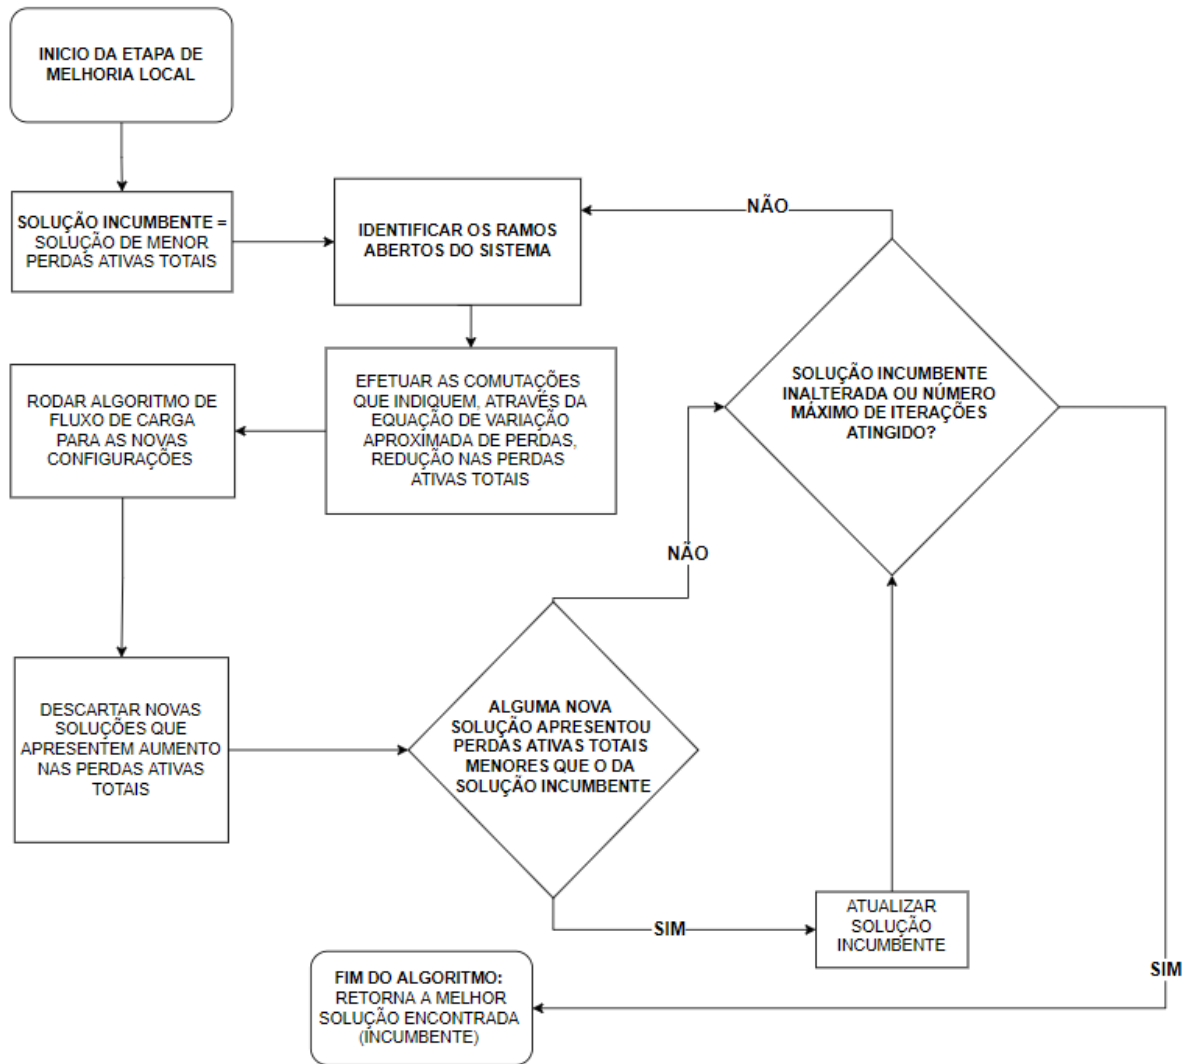 INICIO DA ETAPA DE
MELHORIA LOCAL
SOLUÇÃO INCUMBENTE =
SOLUÇÃO DE MENOR
PERDAS ATIVAS TOTAIS
IDENTIFICAR OS RAMOS
ABERTOS DO SISTEMA
EFETUAR AS COMUTAÇÕES
QUE INDIQUEM, ATRAVÉS DA
EQUAÇÃO DE VARIAÇÃO
APROXIMADA DE PERDAS,
REDUÇÃO NAS PERDAS
ATIVAS TOTAIS
RODAR ALGORITMO DE
FLUXO DE CARGA
PARA AS NOVAS
CONFIGURAÇÕES
DESCARTAR NOVAS
SOLUÇÕES QUE
APRESENTEM AUMENTO
NAS PERDAS ATIVAS
TOTAIS
ALGUMA NOVA
SOLUÇÃO APRESENTOU
PERDAS ATIVAS TOTAIS
MENORES QUE O DA
SOLUÇÃO INCUMBENTE
NÃO
SIM
ATUALIZAR
SOLUÇÃO
INCUMBENTE
SOLUÇÃO INCUMBENTE
INALTERADA OU NÚMERO
MÁXIMO DE ITERAÇÕES
ATINGIDO?
NÃO
SIM
FIM DO ALGORITMO:
RETORNA A MELHOR
SOLUÇÃO ENCONTRADA
(INCUMBENTE)